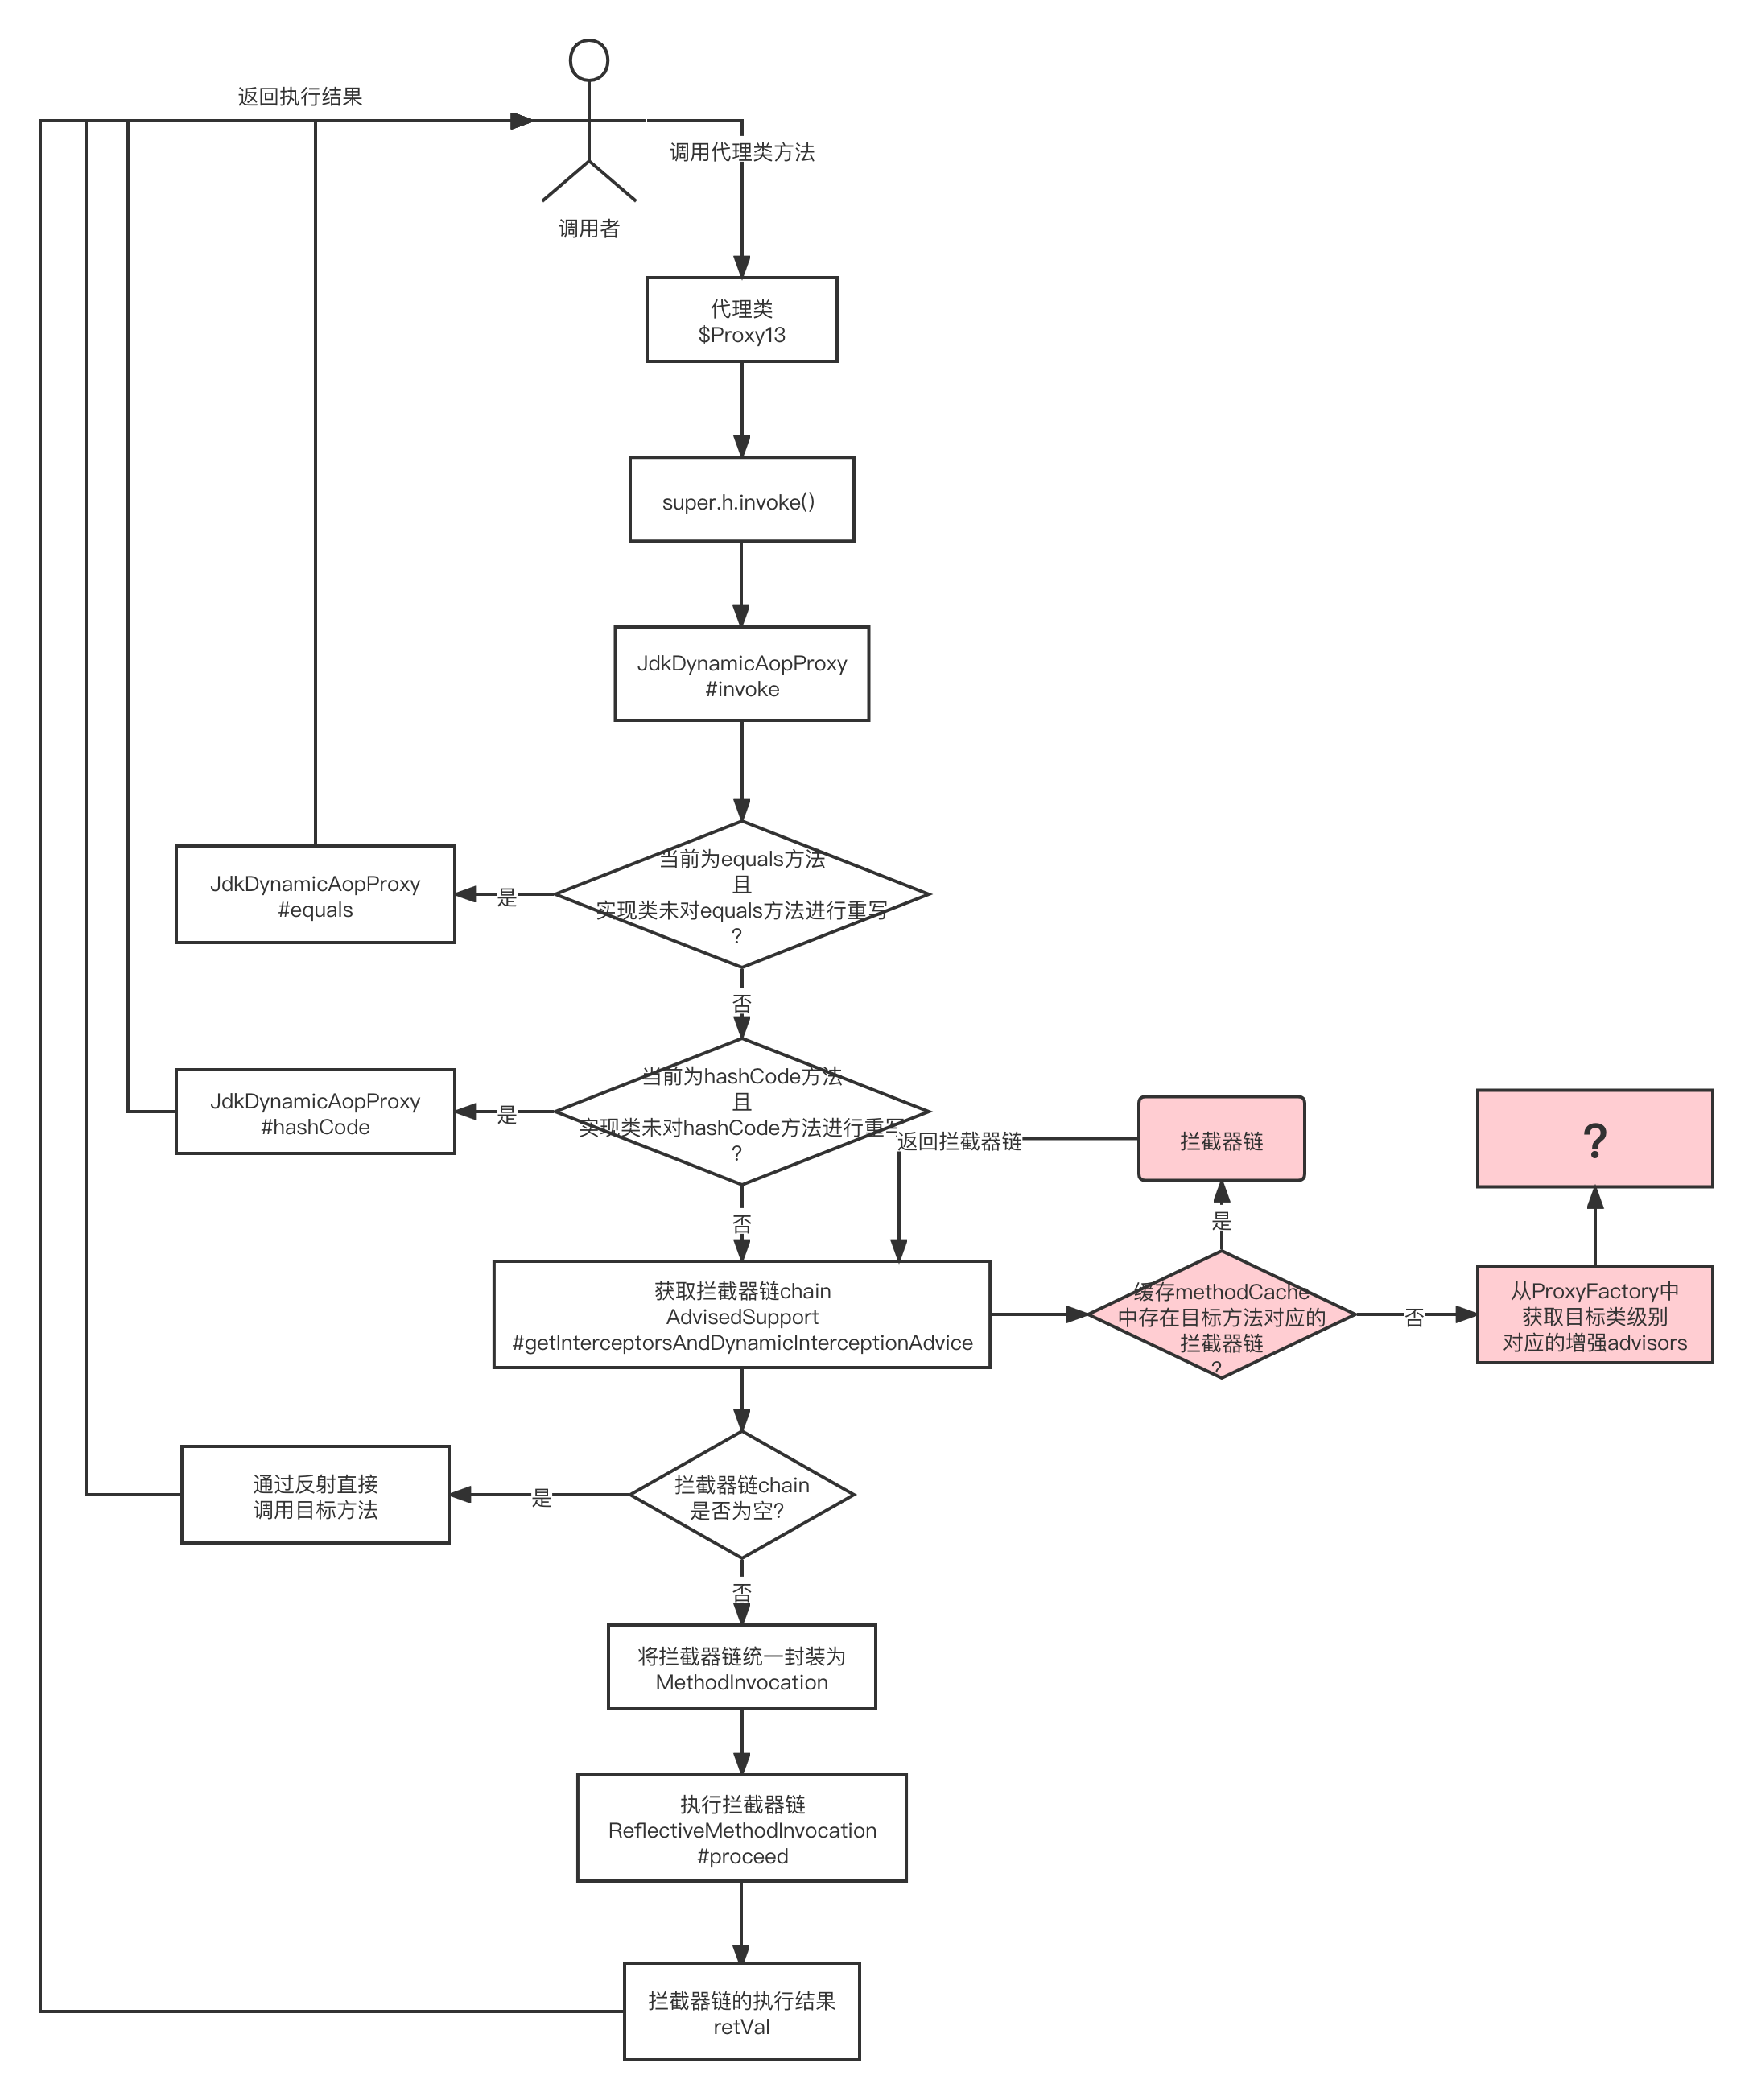 返回执行结果
调用代理类方法
调用者
代理类
$Proxy13
super.h.invoke()
JdkDynamicAopProxy
#invoke
当前为equals方法
且
实现类未对equals方法进行重写
?
是
JdkDynamicAopProxy
#equals
否
当前为hashCode方法
且
实现类未对hashCode方法进行重写
?
是
JdkDynamicAopProxy
#hashCode
返回拦截器链
拦截器链
?
是
否
获取拦截器链chain
AdvisedSupport
#getInterceptorsAndDynamicInterceptionAdvice
缓存methodCache
中存在目标方法对应的
拦截器链
?
否
从ProxyFactory中
获取目标类级别
对应的增强advisors
拦截器链chain
是否为空?
是
通过反射直接
调用目标方法
否
将拦截器链统一封装为
MethodInvocation
执行拦截器链
ReflectiveMethodInvocation
#proceed
拦截器链的执行结果
retVal